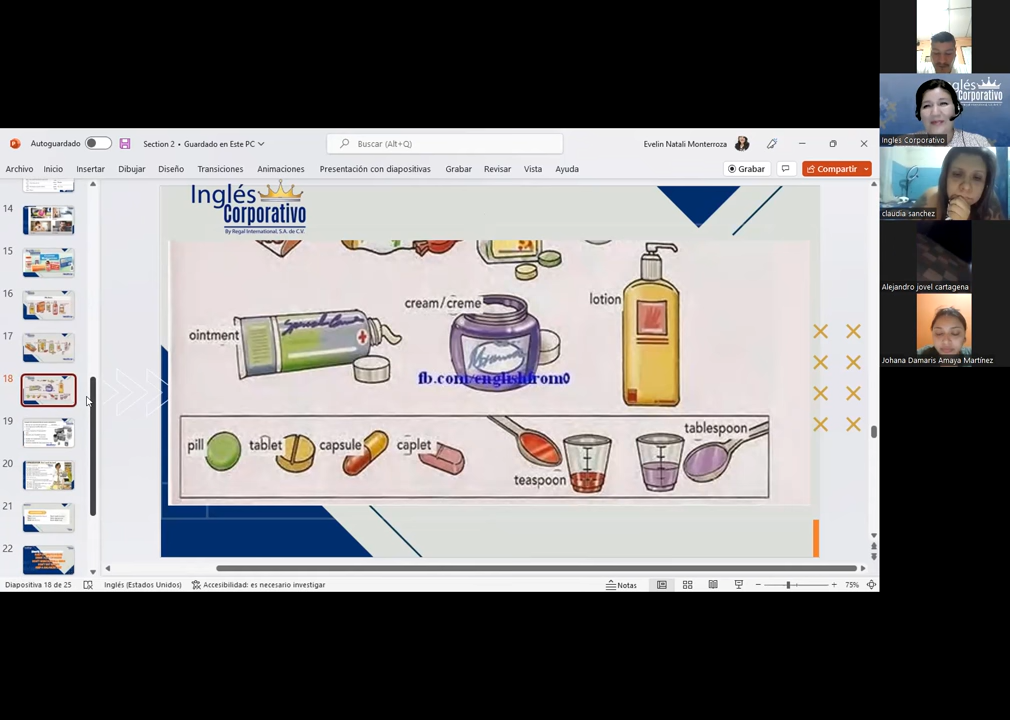 Autoguardado
Section 2 • Guardado en Este PC
Buscar (Alt+Q)
Evelin Natali Monterroza
Archivo Inicio Insertar Dibujar Diseño Transiciones Animaciones Presentación con diapositivas Grabar Revisar Vista Ayuda
Grabar
Compartir
14
15
16
17
18
19
20
21
22
Inglés
Corporativo
By Regal International, S.A. de C.V.
ointment
cream/creme
lotion
fb.com/englishfrom0
pill tablet capsule caplet
teaspoon
tablespoon
Diapositiva 18 de 25
Inglés (Estados Unidos)
Accesibilidad: es necesario investigar
Notas
75%
Inglés Corporativo
claudia sanchez
Alejandro jovel cartagena
Johana Damaris Amaya Martínez